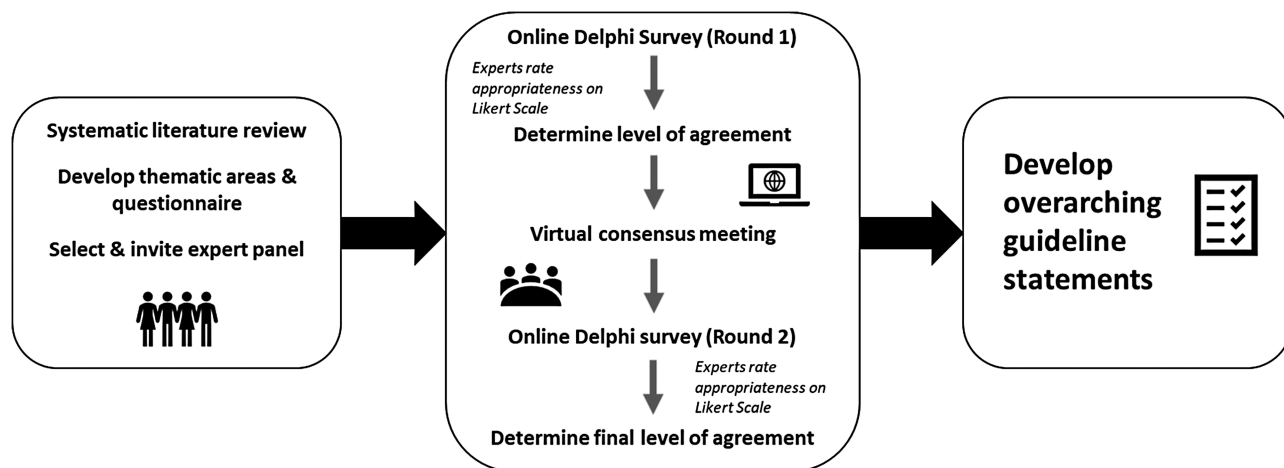 Systematic literature review
Develop thematic areas &
questionnaire
Select & invite expert panel
Online Delphi Survey (Round 1)
Experts rate
appropriateness on
Likert Scale
Determine level of agreement
Virtual consensus meeting
Online Delphi survey (Round 2)
Experts rate
appropriateness on
Likert Scale
Determine final level of agreement
Develop
overarching
guideline
statements